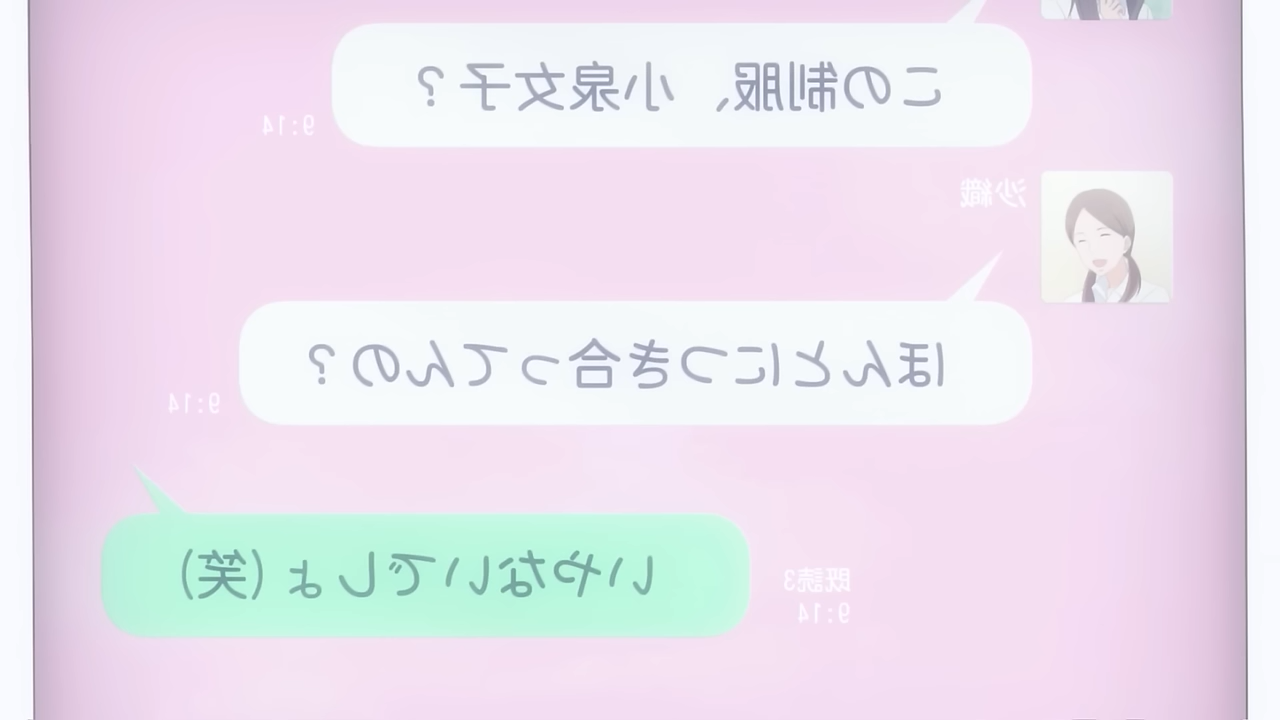 この制服、小泉女子？
9:14
沙織
ほんとにつき合ってんの？
9:14
いやないでしょ(笑)
既読3
9:14